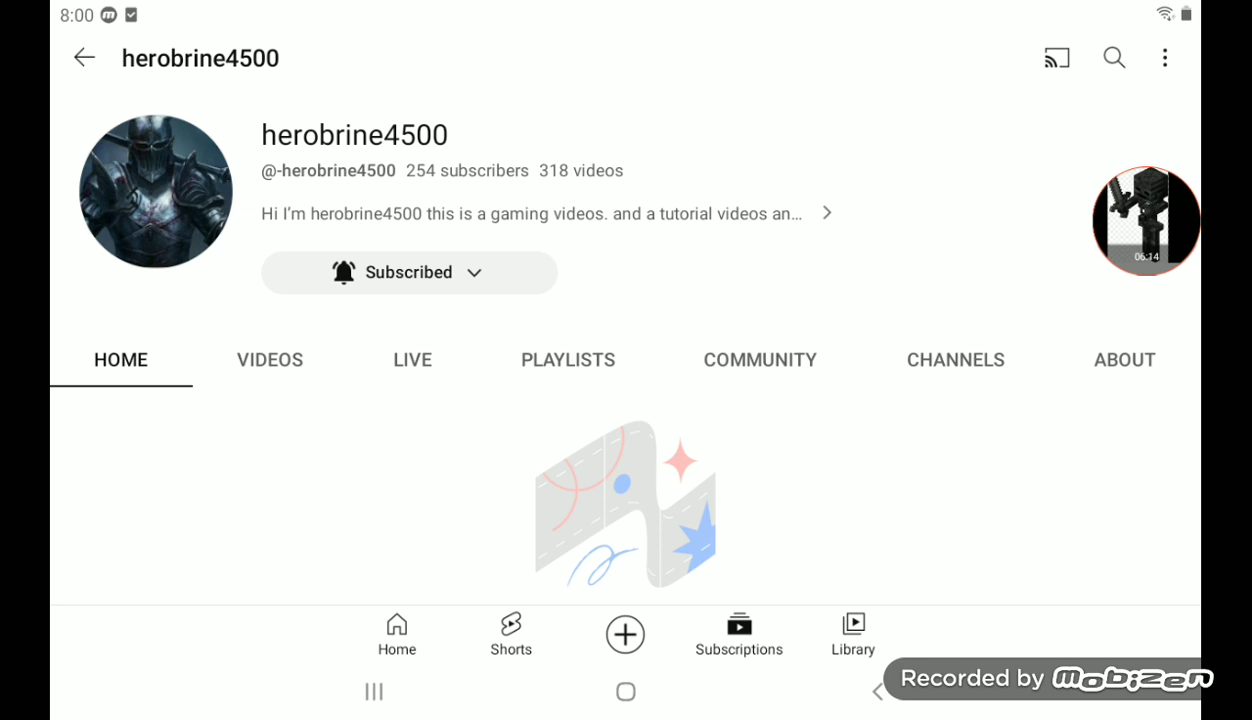 8:00
herobrine4500
herobrine4500
@-herobrine4500 254 subscribers 318 videos
Hi I'm herobrine4500 this is a gaming videos. and a tutorial videos an...
06:14
Subscribed
HOME VIDEOS LIVE PLAYLISTS COMMUNITY CHANNELS ABOUT
Home Shorts Subscriptions Library
Recorded by mobizen